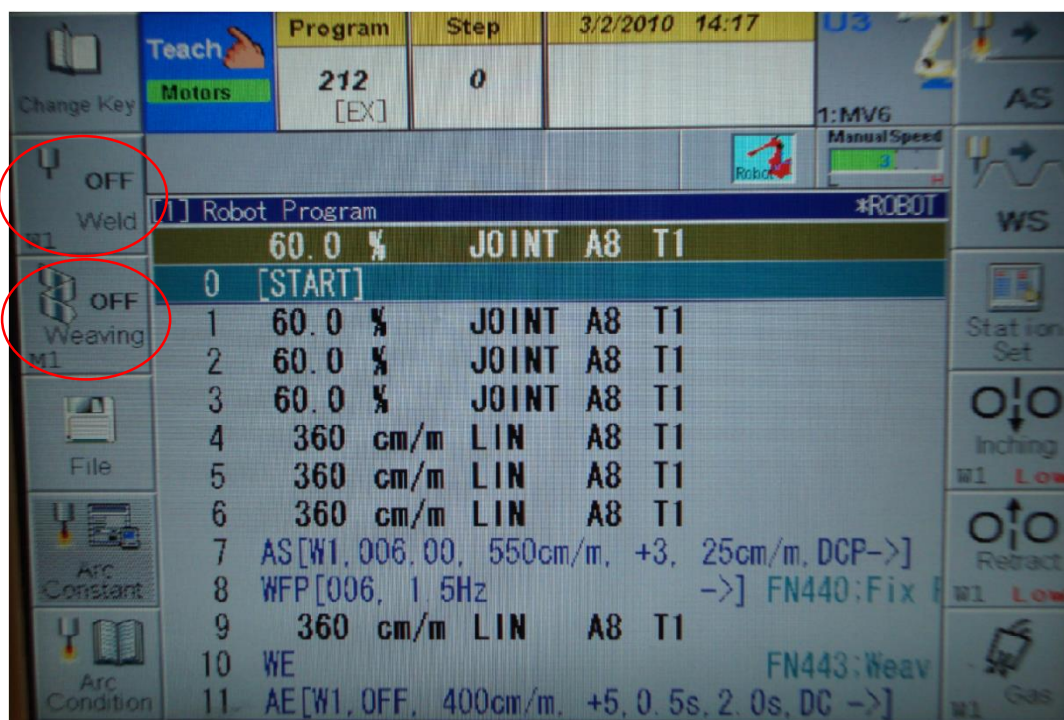 Change Key
Teach
Motors
Program
212
[EX]
Step
0
3/2/2010 14:17
U3
1:MV6
AS
OFF
Weld
W1
Robot
Manual Speed
3
WS
[1] Robot Program *ROBOT
60.0 % JOINT A8 T1
0 [START]
1 60.0 % JOINT A8 T1
2 60.0 % JOINT A8 T1
3 60.0 % JOINT A8 T1
4 360 cm/m LIN A8 T1
5 360 cm/m LIN A8 T1
6 360 cm/m LIN A8 T1
7 AS[W1,006,00, 550cm/m, +3, 25cm/m,DCP->]
8 WFP[006, 1.5Hz ->] FN440;Fix
9 360 cm/m LIN A8 T1
10 WE FN443;Weav
11 AE[W1,OFF, 400cm/m, +5,0.5s,2.0s,DC ->]
OFF
Weaving
M1
File
Arc
Constant
Arc
Condition
Station
Set
Inching
W1 Low
Retract
W1 Low
Gas
W1